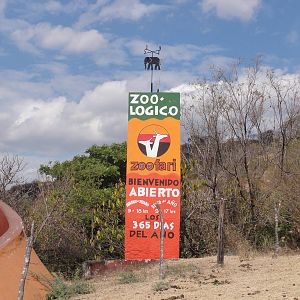 ZOO-
LOGICO
zoofari
BIENVENIDO
ABIERTO
LOS
365 DIAS
DEL AÑO